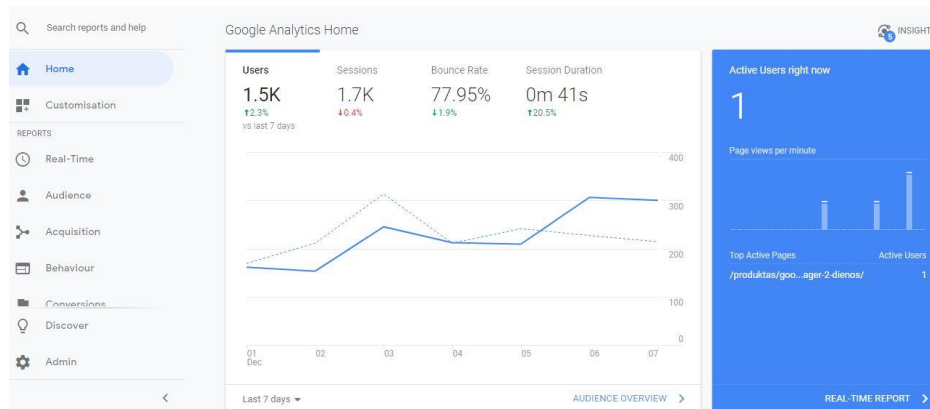 Search reports and help
Home
Customisation
REPORTS
Real-Time
Audience
Acquisition
Behaviour
Conversions
Discover
Admin
Google Analytics Home
5 INSIGHT
Users
1.5K
↑2.3%
vs last 7 days
Sessions
1.7K
↓0.4%
Bounce Rate
77.95%
↓1.9%
Session Duration
0m 41s
↑20.5%
400
300
200
100
0
01 02 03 04 05 06 07
Dec
Last 7 days
AUDIENCE OVERVIEW
Active Users right now
1
Page views per minute
Top Active Pages Active Users
/produktas/goo...ager-2-dienos/ 1
REAL-TIME REPORT